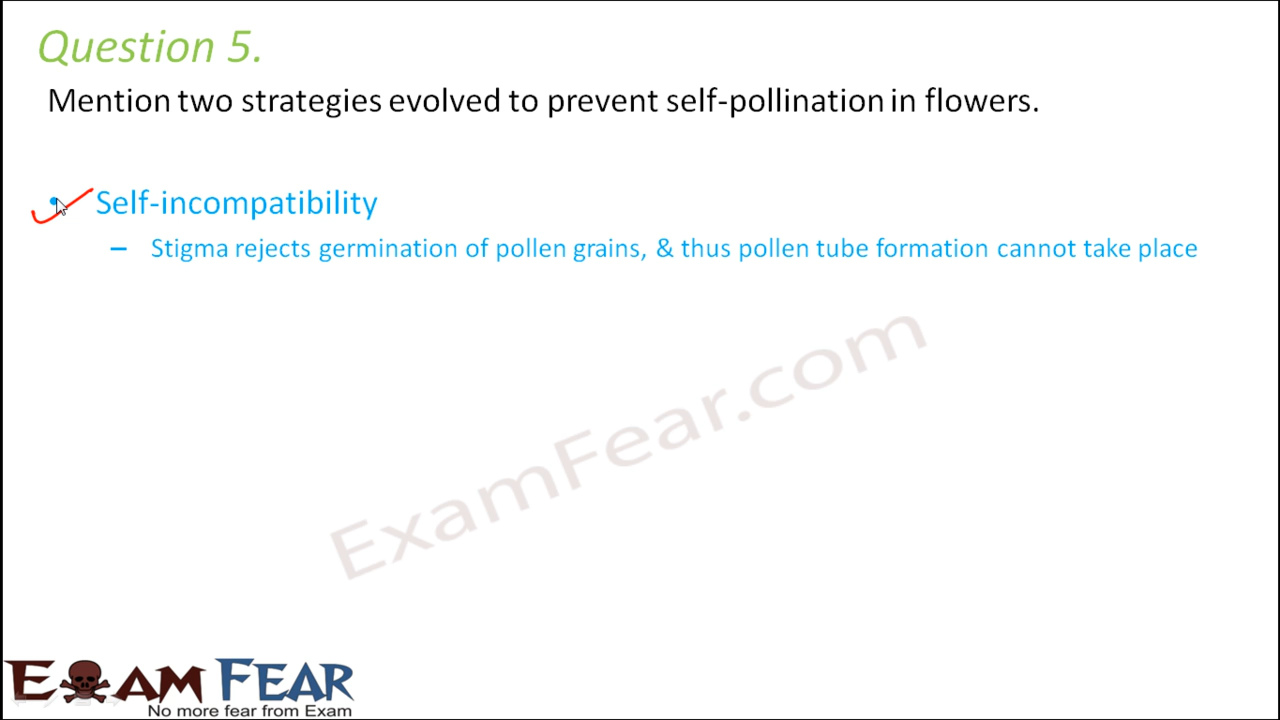 Question 5.
Mention two strategies evolved to prevent self-pollination in flowers.
• Self-incompatibility
– Stigma rejects germination of pollen grains, & thus pollen tube formation cannot take place
ExamFear.com
EXAM FEAR
No more fear from Exam